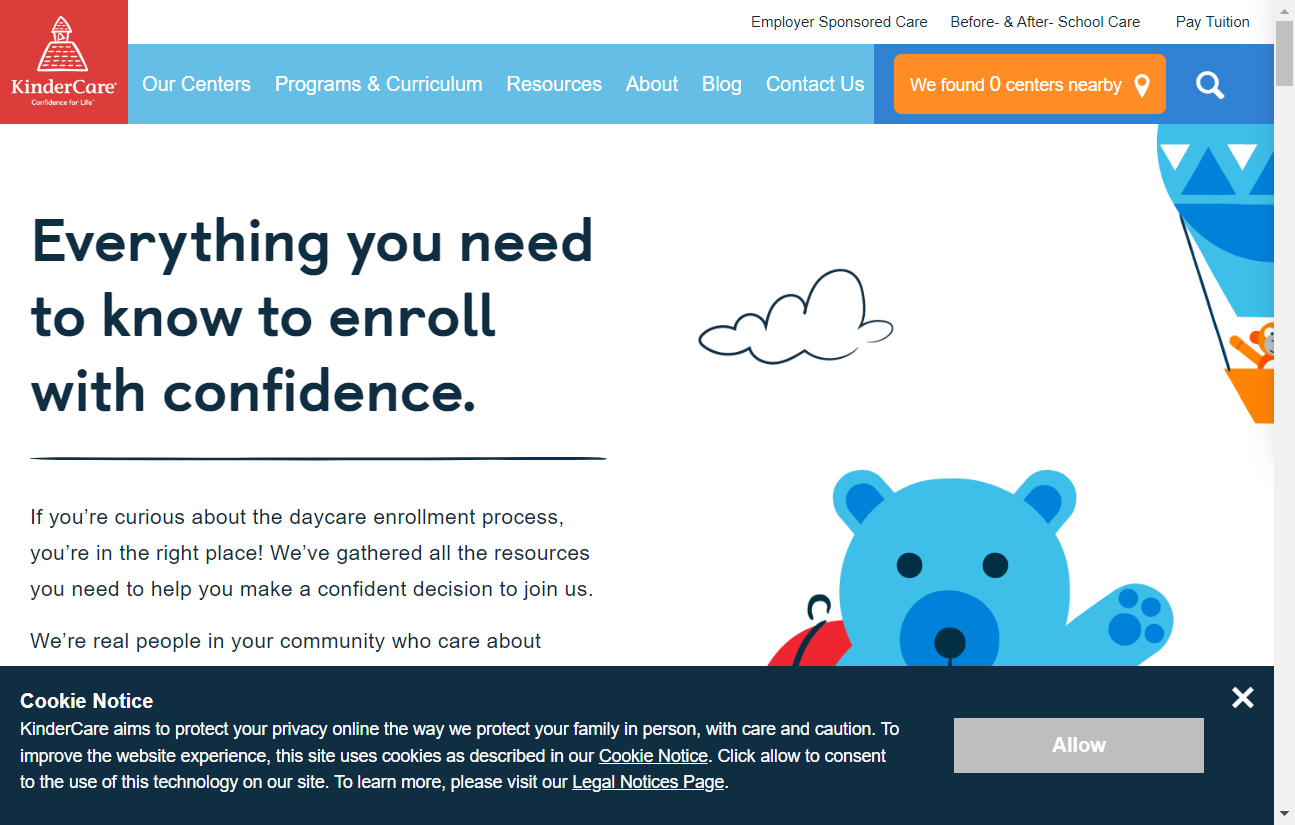 Employer Sponsored Care Before- & After- School Care Pay Tuition
KinderCare
Confidence for Life
Our Centers Programs & Curriculum Resources About Blog Contact Us We found 0 centers nearby
Everything you need
to know to enroll
with confidence.
If you’re curious about the daycare enrollment process,
you’re in the right place! We’ve gathered all the resources
you need to help you make a confident decision to join us.
We’re real people in your community who care about
Cookie Notice
KinderCare aims to protect your privacy online the way we protect your family in person, with care and caution. To
improve the website experience, this site uses cookies as described in our Cookie Notice. Click allow to consent
to the use of this technology on our site. To learn more, please visit our Legal Notices Page.
Allow